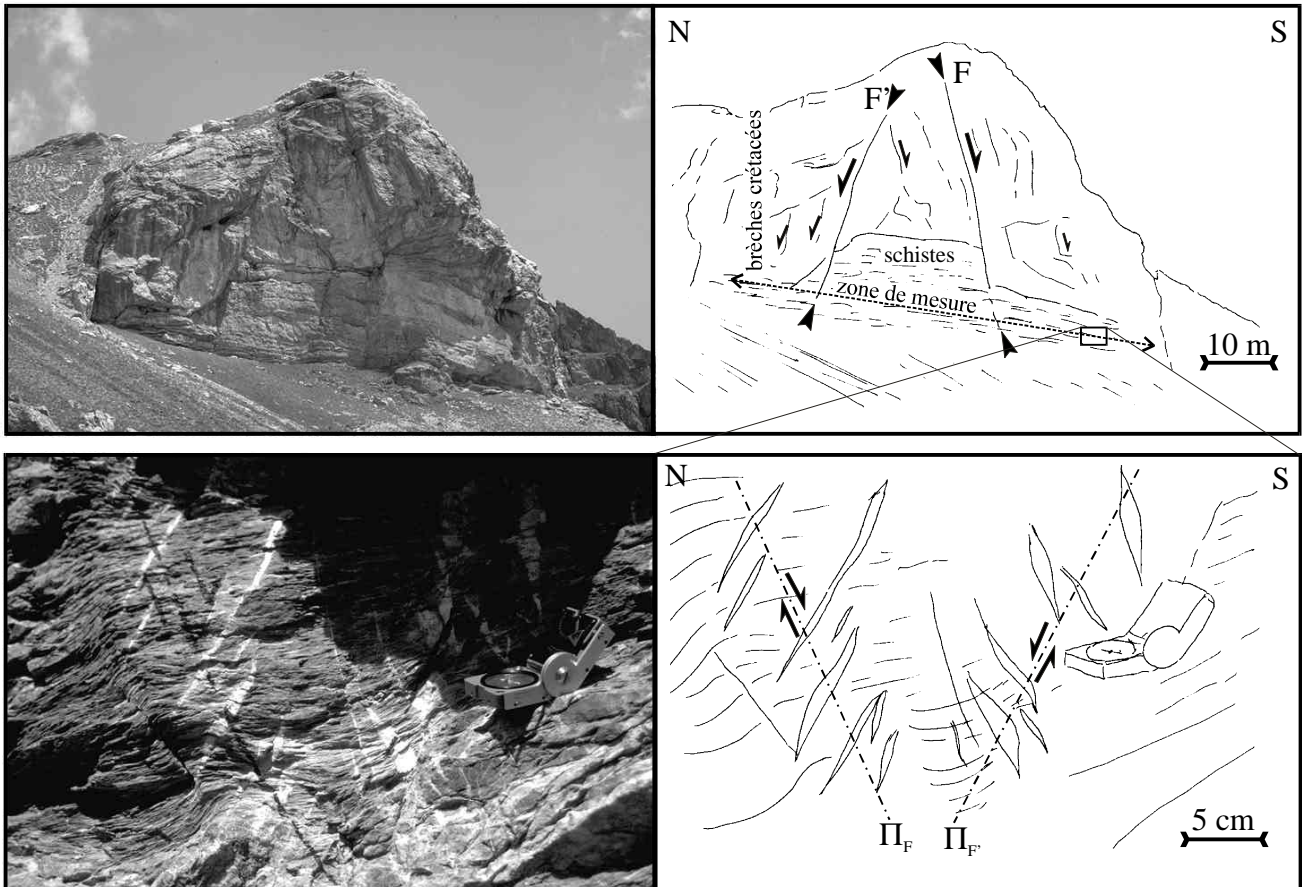 N
S
F
F'
brèches crétacées
schistes
zone de mesure
10 m
N
S
Π_F
Π_F'
5 cm